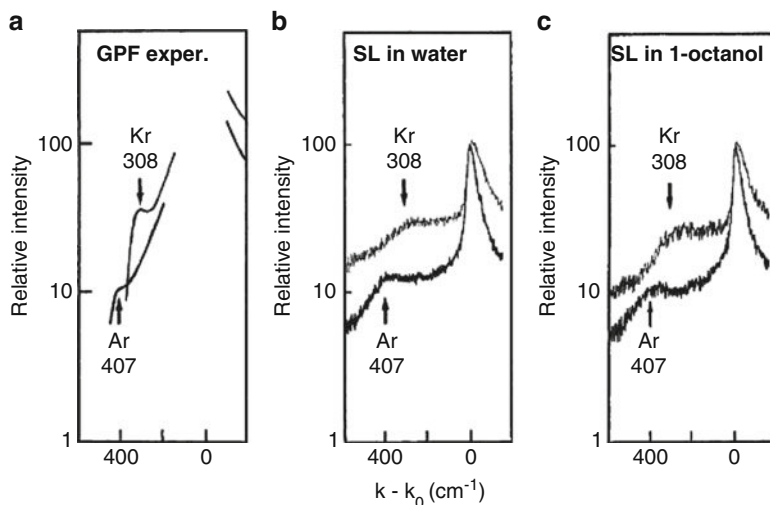 a
GPF exper.
Relative intensity
100
10
1
Kr
308
Ar
407
400
0
b
SL in water
Relative intensity
100
10
1
Kr
308
Ar
407
400
0
k - k0 (cm-1)
c
SL in 1-octanol
Relative intensity
100
10
1
Kr
308
Ar
407
400
0